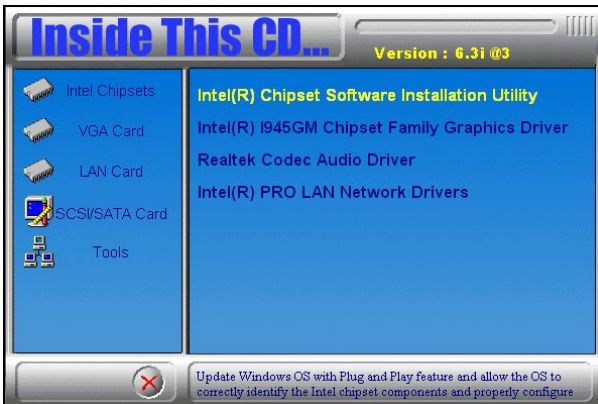 Inside This CD...
Version : 6.3i @3
Intel Chipsets
VGA Card
LAN Card
SCSI/SATA Card
Tools
Intel(R) Chipset Software Installation Utility
Intel(R) I945GM Chipset Family Graphics Driver
Realtek Codec Audio Driver
Intel(R) PRO LAN Network Drivers
Update Windows OS with Plug and Play feature and allow the OS to
correctly identify the Intel chipset components and properly configure